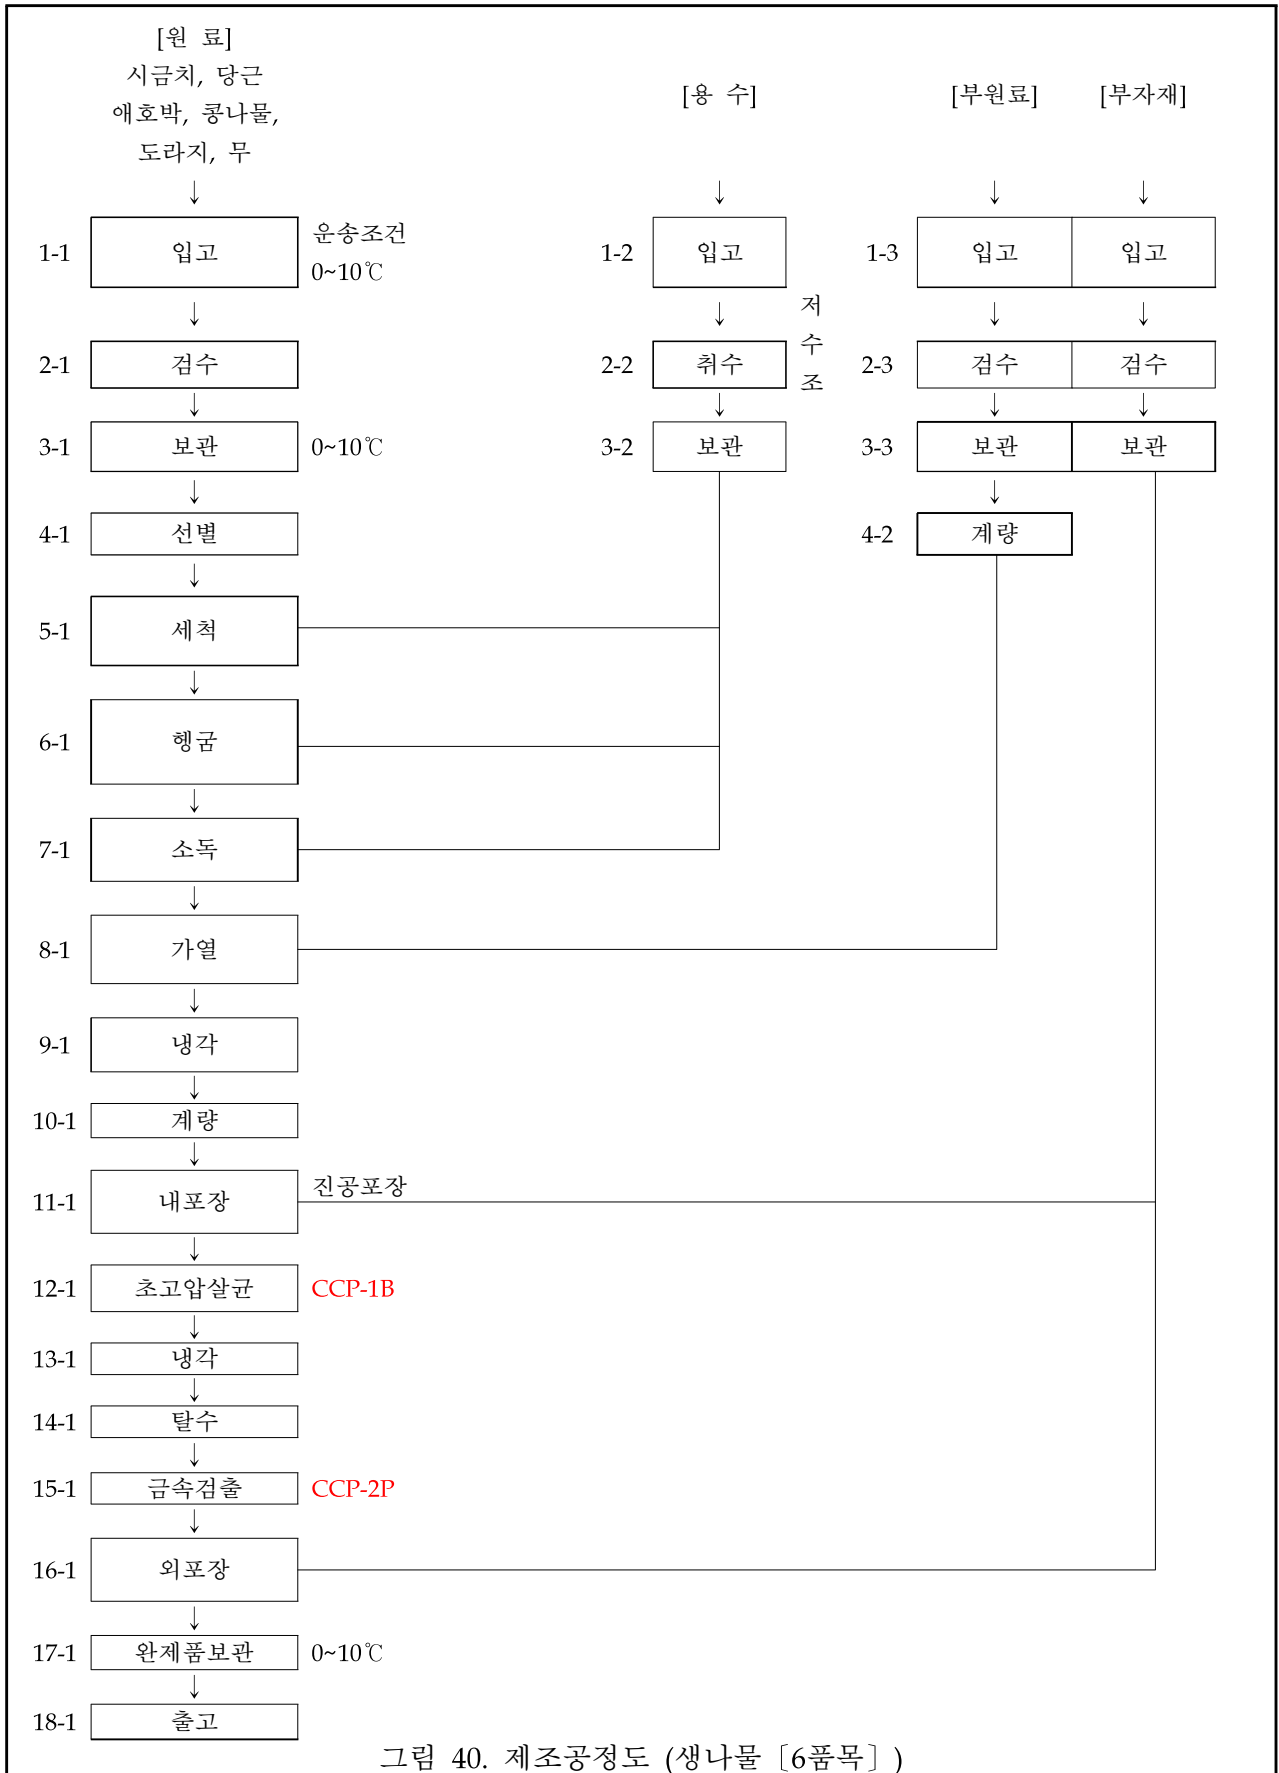 [원 료]
시금치, 당근
애호박, 콩나물,
도라지, 무
[용 수]
[부원료]
[부자재]
↓ ↓ ↓ ↓
1-1 입고 운송조건 0~10℃
1-2 입고
1-3 입고 입고
↓ ↓ ↓ ↓
저수조
2-1 검수
2-2 취수
2-3 검수 검수
↓ ↓ ↓ ↓
3-1 보관 0~10℃
3-2 보관
3-3 보관 보관
↓ ↓
4-1 선별
4-2 계량
↓
5-1 세척
↓
6-1 헹굼
↓
7-1 소독
↓
8-1 가열
↓
9-1 냉각
↓
10-1 계량
↓
11-1 내포장 진공포장
↓
12-1 초고압살균 CCP-1B
↓
13-1 냉각
↓
14-1 탈수
↓
15-1 금속검출 CCP-2P
↓
16-1 외포장
↓
17-1 완제품보관 0~10℃
↓
18-1 출고
그림 40. 제조공정도 (생나물〔6품목〕)